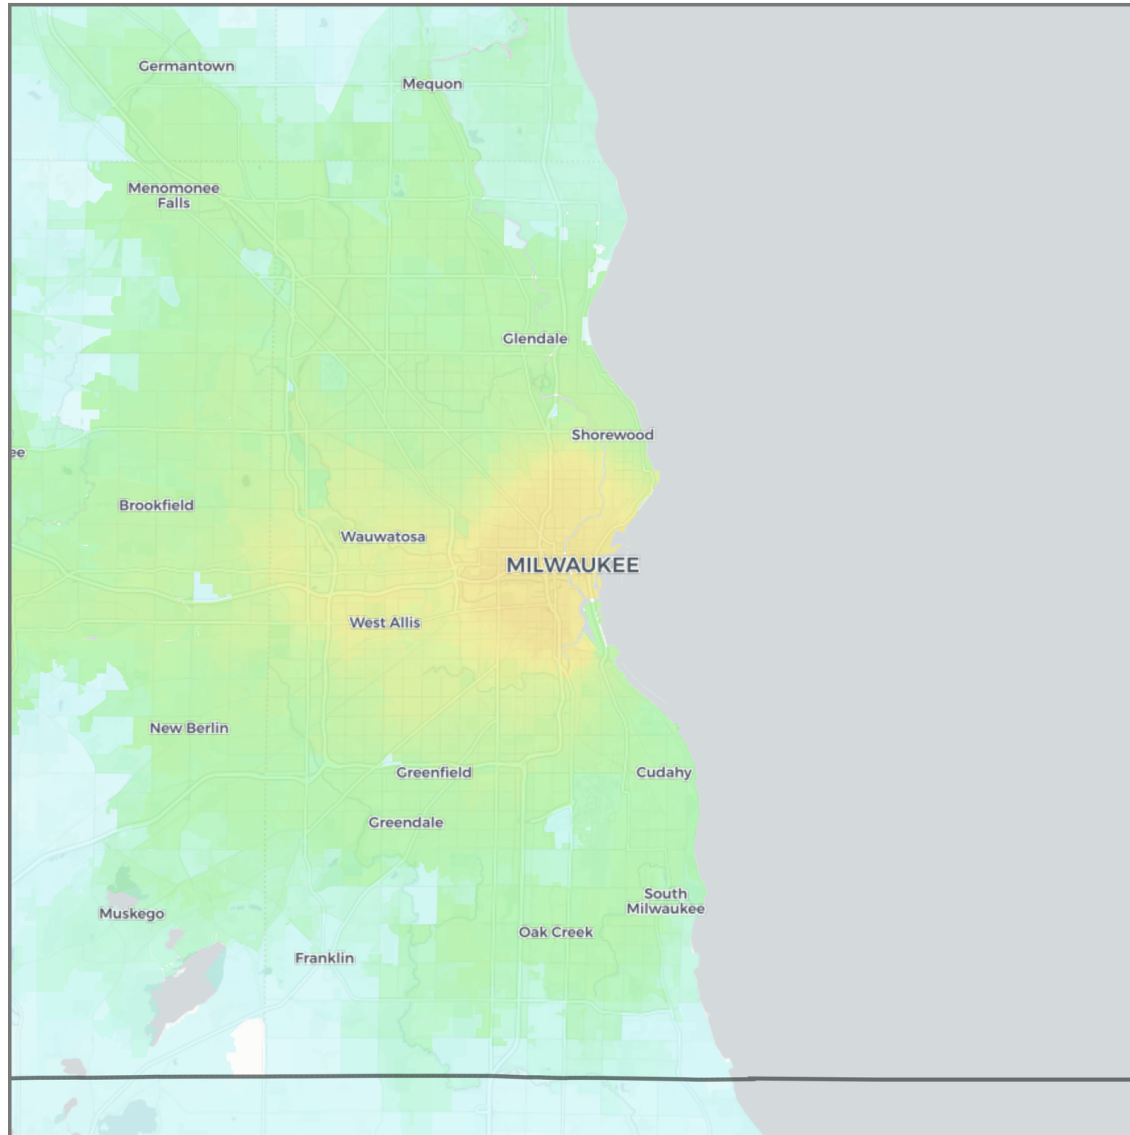 Germantown
Mequon
Menomonee
Falls
Glendale
Shorewood
ee
Brookfield
Wauwatosa
MILWAUKEE
West Allis
New Berlin
Greenfield
Cudahy
Greendale
South
Milwaukee
Muskego
Oak Creek
Franklin